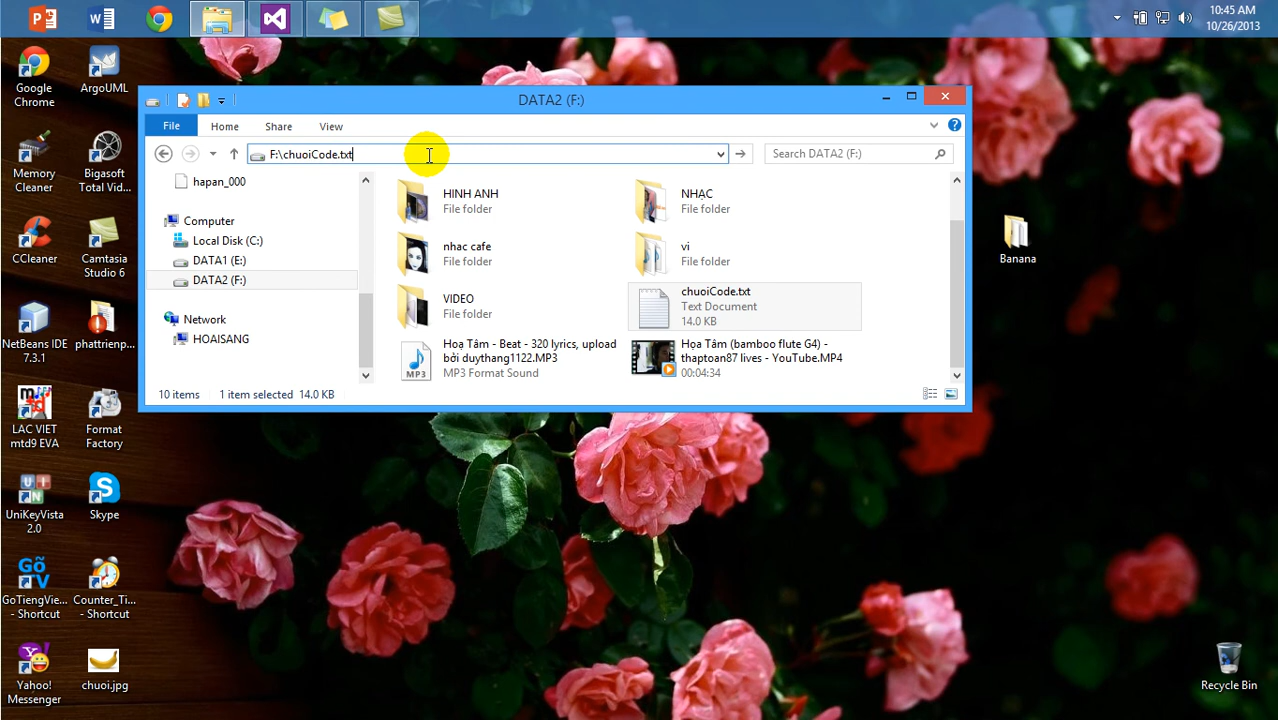 10:45 AM
10/26/2013
Google
Chrome
ArgoUML
Memory
Cleaner
Bigasoft
Total Vid...
CCleaner
Camtasia
Studio 6
NetBeans IDE
7.3.1
phattrienp...
LAC VIET
mtd9 EVA
Format
Factory
UniKeyVista
2.0
Skype
GoTiengVie...
- Shortcut
Counter_Ti...
- Shortcut
Yahoo!
Messenger
chuoi.jpg
DATA2 (F:)
File
Home
Share
View
F:\chuoiCode.txt
Search DATA2 (F:)
hapan_000
Computer
Local Disk (C:)
DATA1 (E:)
DATA2 (F:)
Network
HOAISANG
HINH ANH
File folder
NHẠC
File folder
nhac cafe
File folder
vi
File folder
VIDEO
File folder
chuoiCode.txt
Text Document
14.0 KB
MP3
Hoạ Tâm - Beat - 320 lyrics, upload
bởi duythang1122.MP3
MP3 Format Sound
Họa Tâm (bamboo flute G4) -
thaptoan87 lives - YouTube.MP4
00:04:34
10 items
1 item selected 14.0 KB
Banana
Recycle Bin